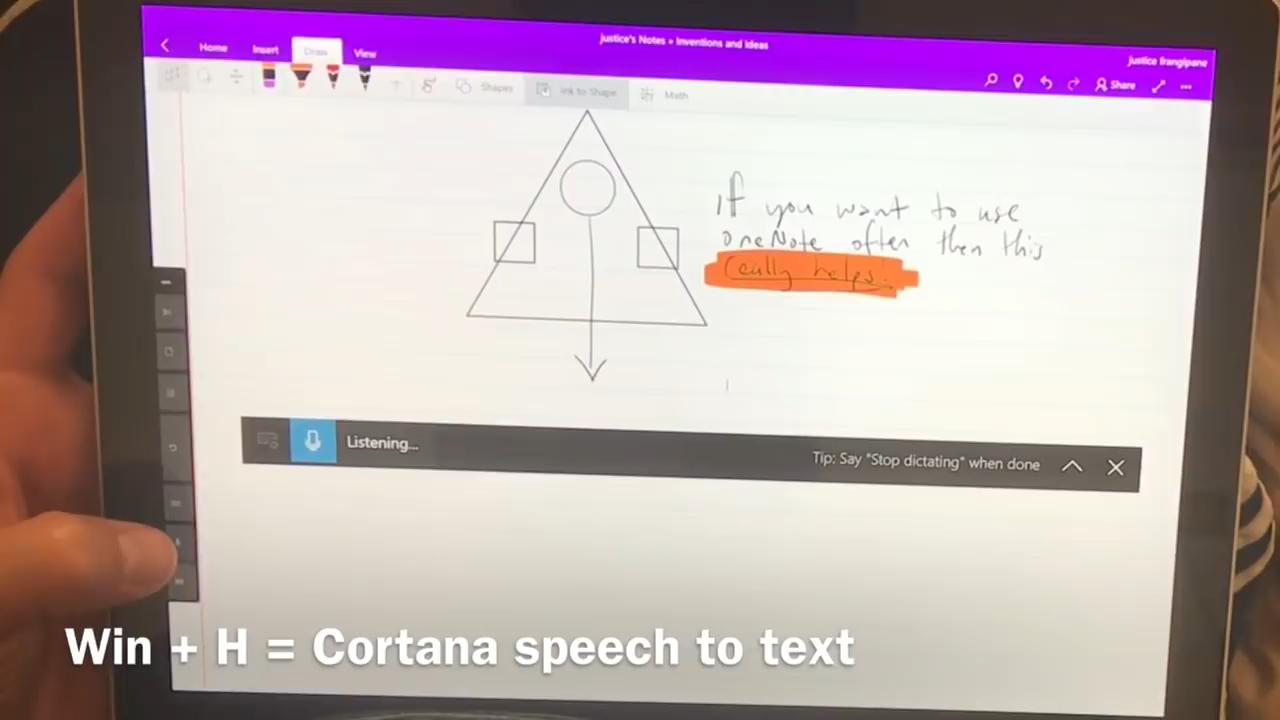 Justice's Notes » Inventions and Ideas
justice frangipane
Home Insert Draw View
Share
Shapes Ink to Shape Math
If you want to use
oneNote often then this
really helps!
Listening...
Tip: Say "Stop dictating" when done
Win + H = Cortana speech to text